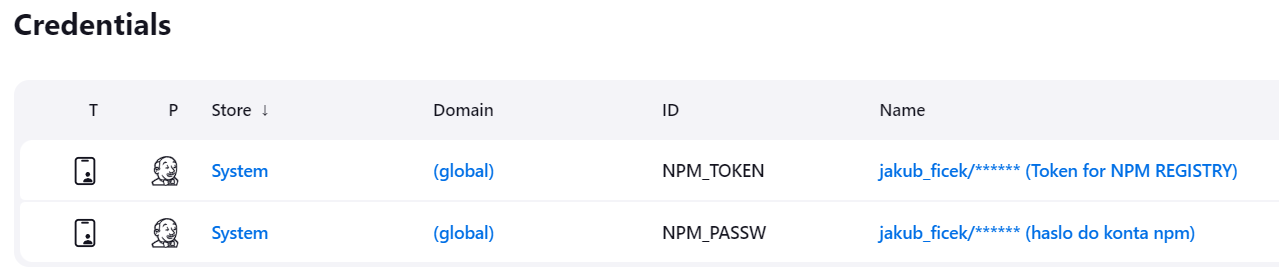 Credentials
T P Store ↓ Domain ID Name
System (global) NPM_TOKEN jakub_ficek/****** (Token for NPM REGISTRY)
System (global) NPM_PASSW jakub_ficek/****** (haslo do konta npm)